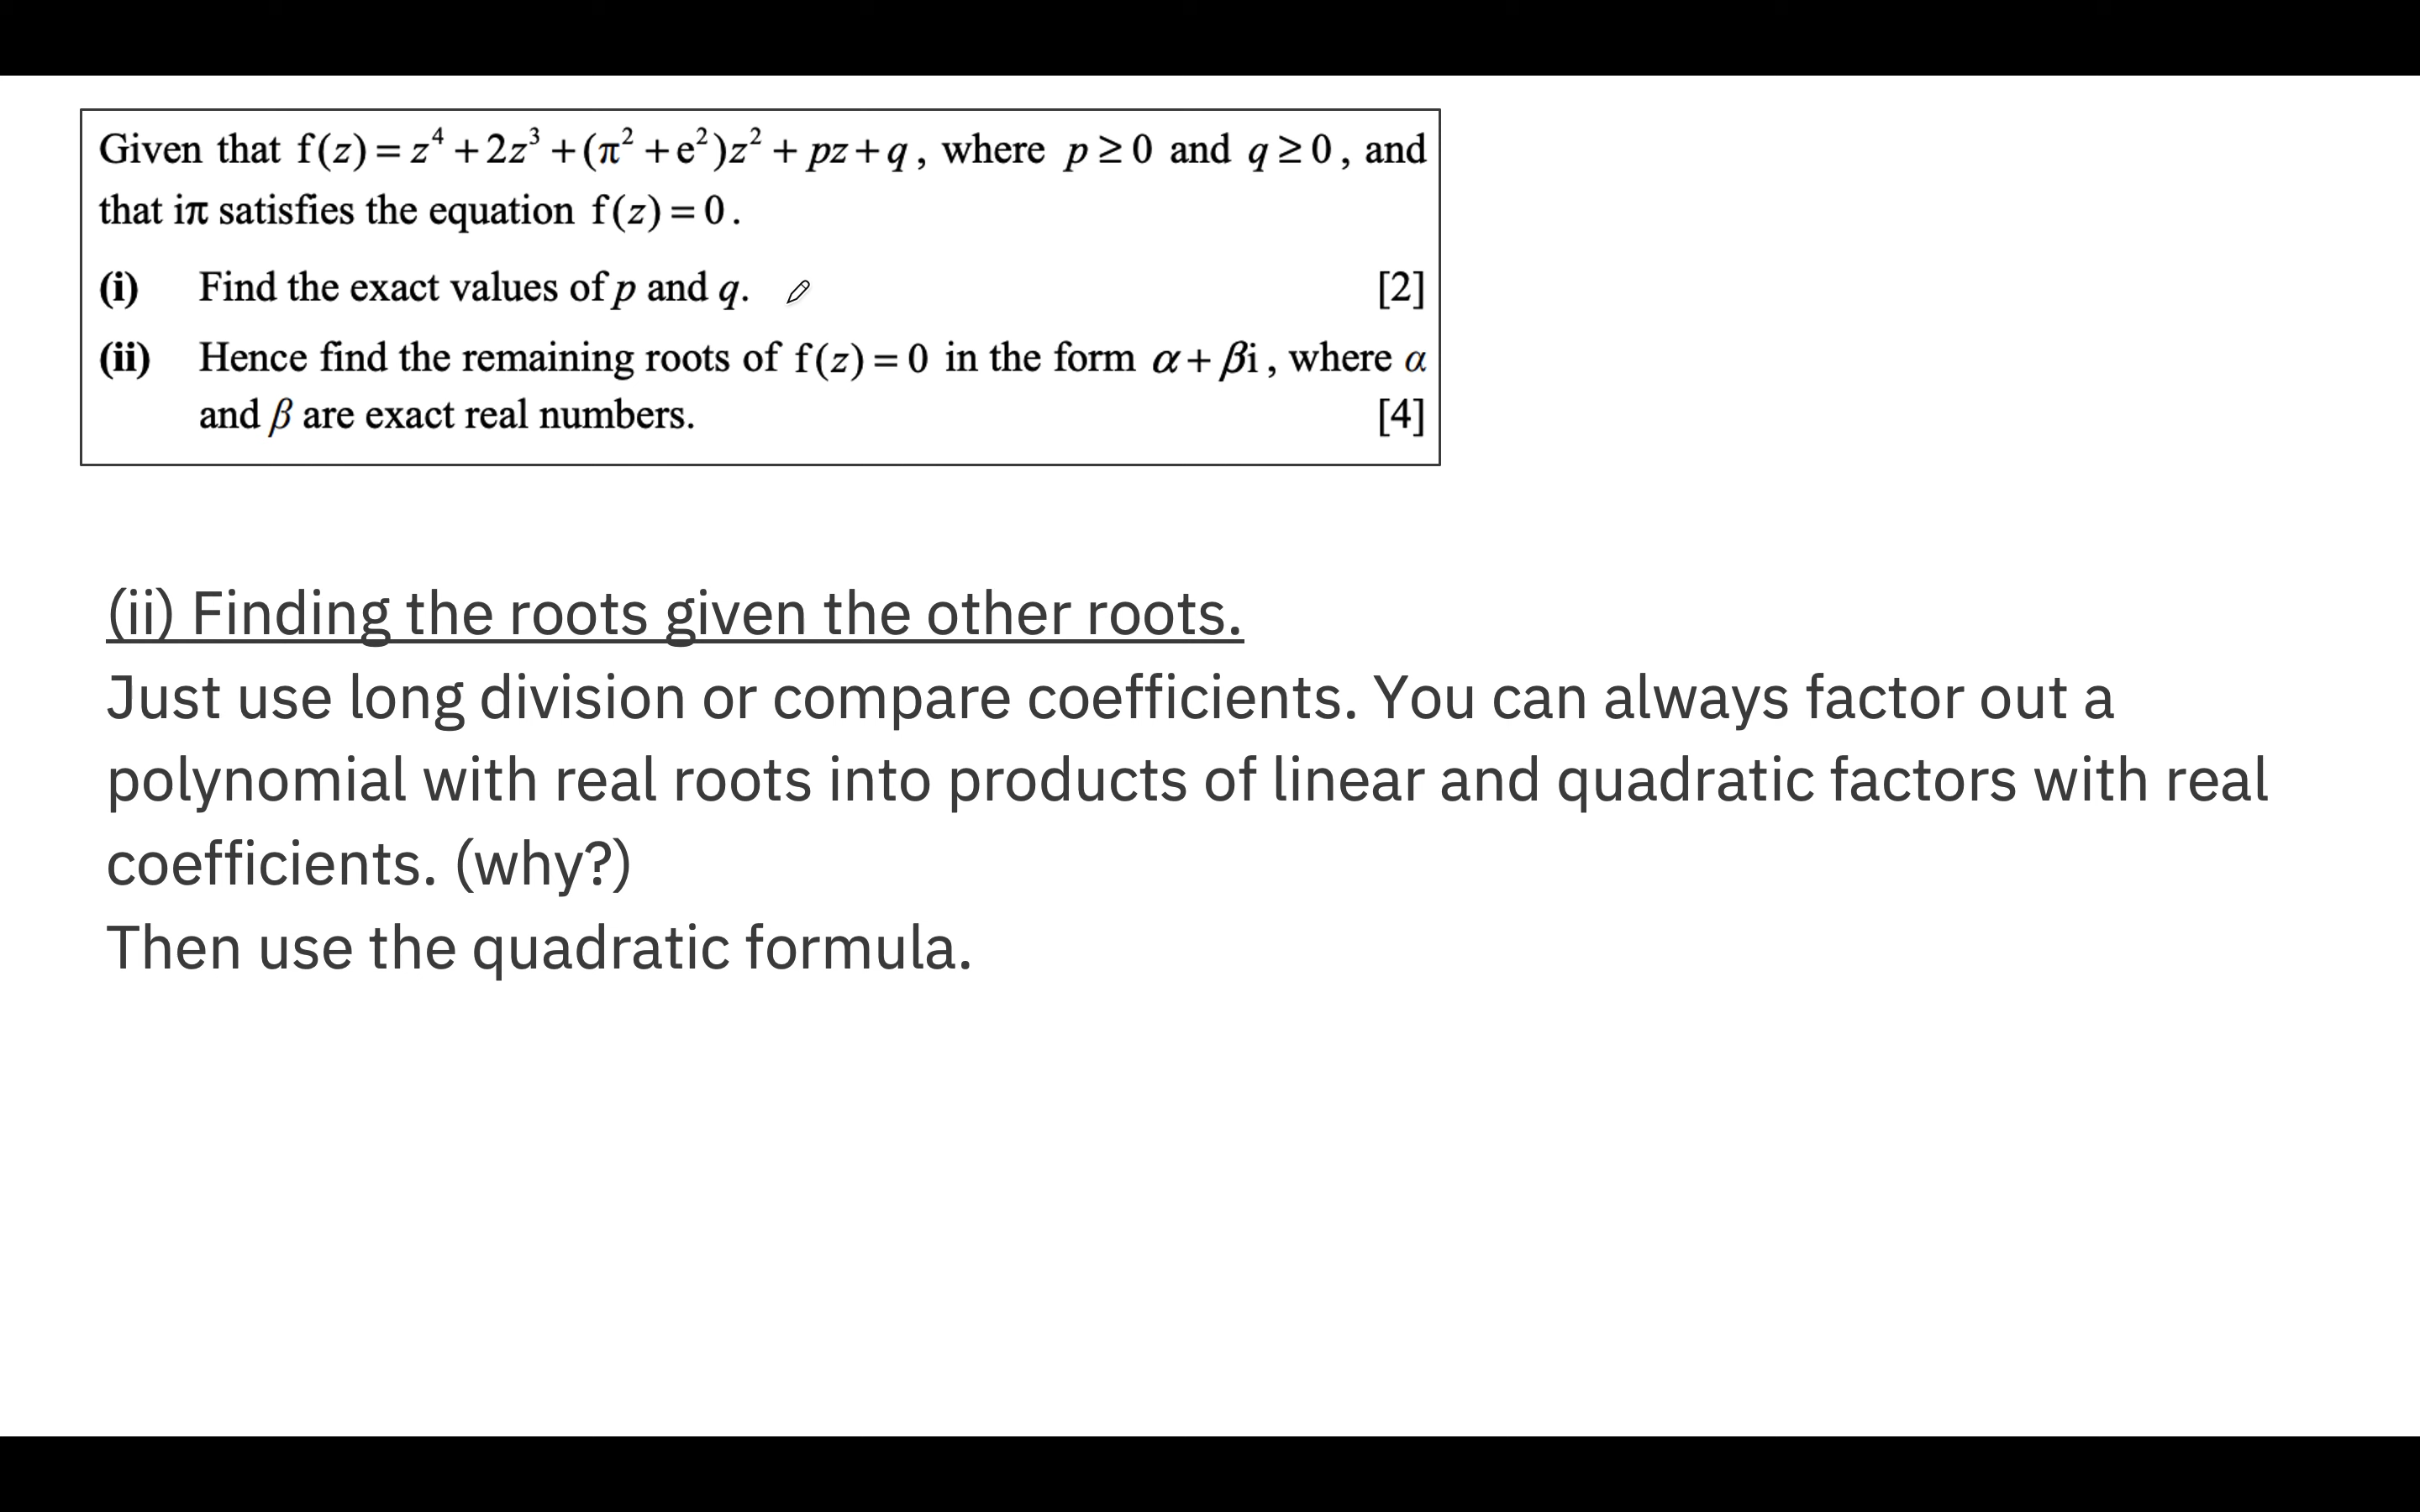 Given that f(z) = z⁴ + 2z³ + (π² + e²)z² + pz + q, where p ≥ 0 and q ≥ 0, and
that iπ satisfies the equation f(z) = 0.
(i) Find the exact values of p and q. [2]
(ii) Hence find the remaining roots of f(z) = 0 in the form α + βi, where α
and β are exact real numbers. [4]
(ii) Finding the roots given the other roots.
Just use long division or compare coefficients. You can always factor out a
polynomial with real roots into products of linear and quadratic factors with real
coefficients. (why?)
Then use the quadratic formula.